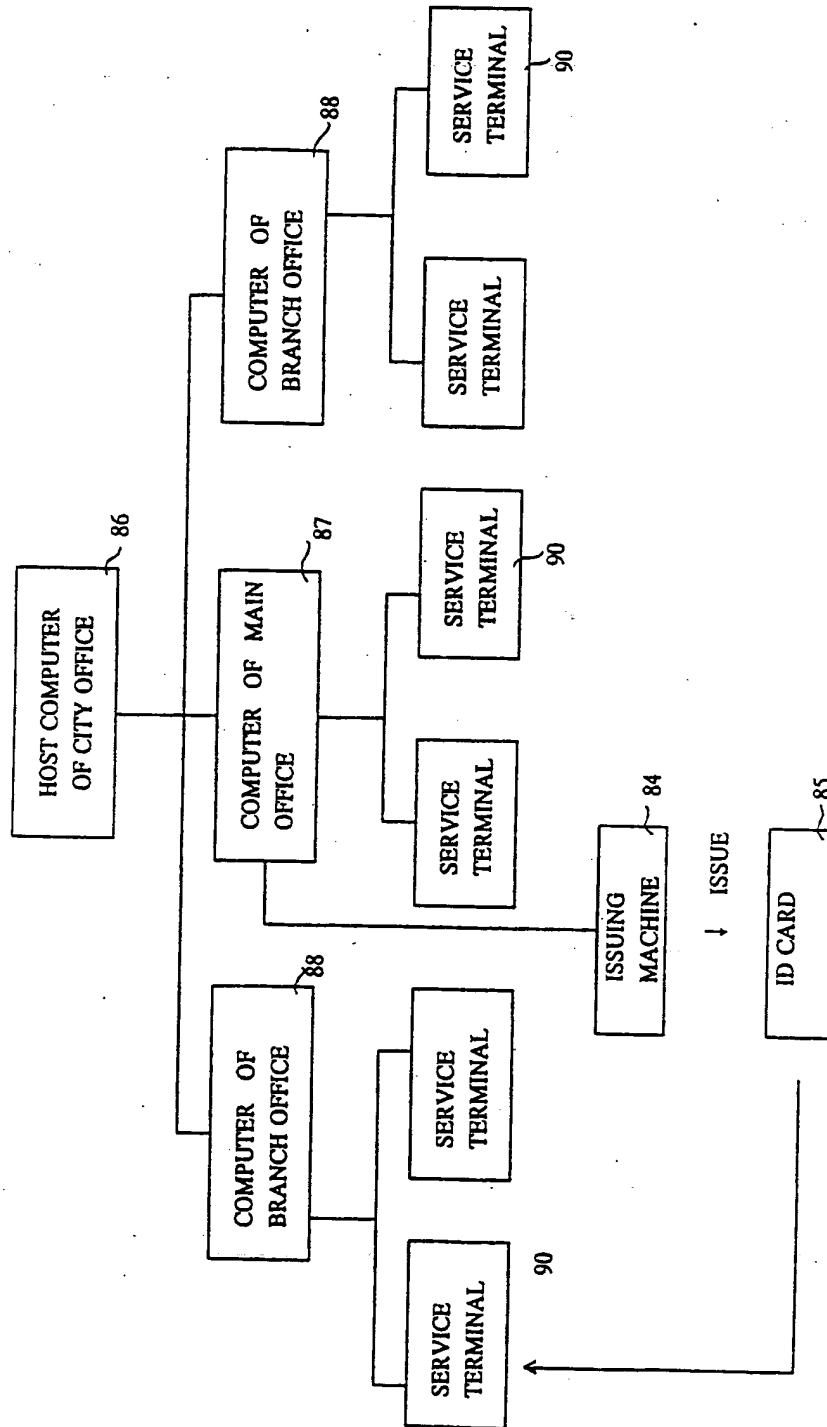 HOST COMPUTER
OF CITY OFFICE
86
COMPUTER OF
BRANCH OFFICE
88
COMPUTER OF MAIN
OFFICE
87
COMPUTER OF
BRANCH OFFICE
88
SERVICE
TERMINAL
90
SERVICE
TERMINAL
SERVICE
TERMINAL
SERVICE
TERMINAL
90
SERVICE
TERMINAL
SERVICE
TERMINAL
90
ISSUING
MACHINE
84
↓ ISSUE
ID CARD
85